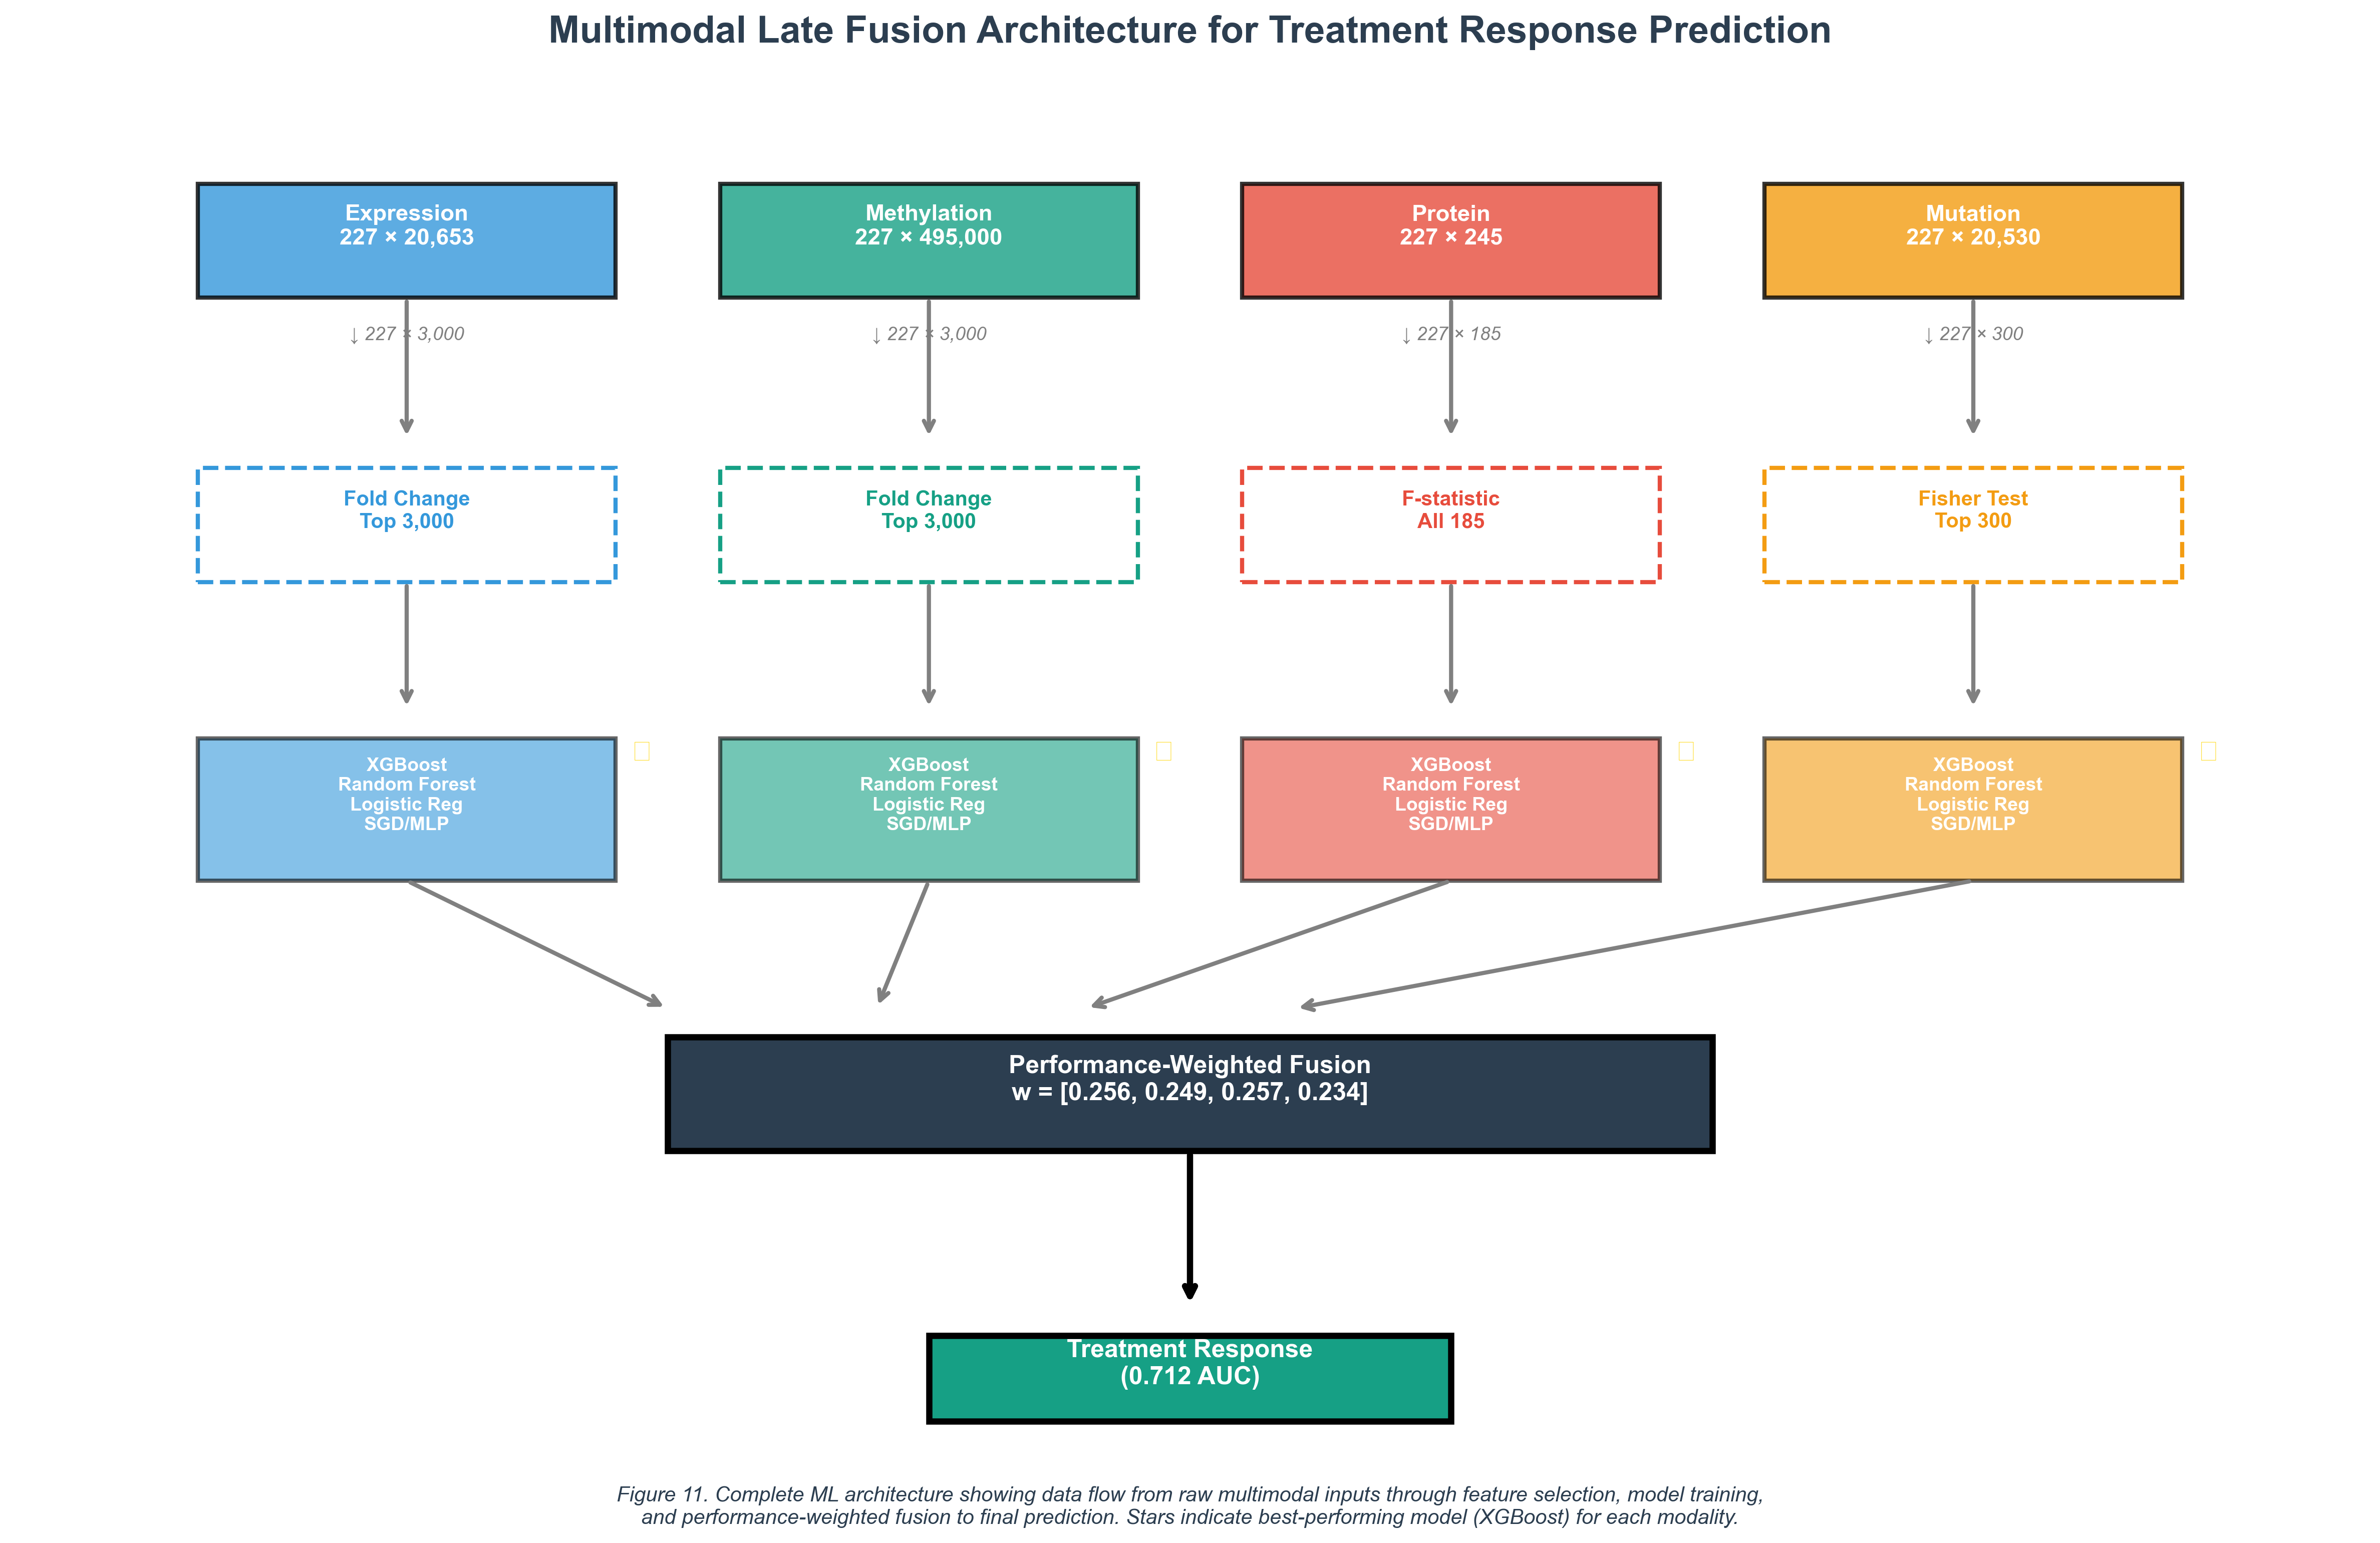 Multimodal Late Fusion Architecture for Treatment Response Prediction
Expression
227 × 20,653
Methylation
227 × 495,000
Protein
227 × 245
Mutation
227 × 20,530
↓ 227 × 3,000
↓ 227 × 3,000
↓ 227 × 185
↓ 227 × 300
Fold Change
Top 3,000
Fold Change
Top 3,000
F-statistic
All 185
Fisher Test
Top 300
XGBoost
Random Forest
Logistic Reg
SGD/MLP
XGBoost
Random Forest
Logistic Reg
SGD/MLP
XGBoost
Random Forest
Logistic Reg
SGD/MLP
XGBoost
Random Forest
Logistic Reg
SGD/MLP
Performance-Weighted Fusion
w = [0.256, 0.249, 0.257, 0.234]
Treatment Response
(0.712 AUC)
Figure 11. Complete ML architecture showing data flow from raw multimodal inputs through feature selection, model training,
and performance-weighted fusion to final prediction. Stars indicate best-performing model (XGBoost) for each modality.